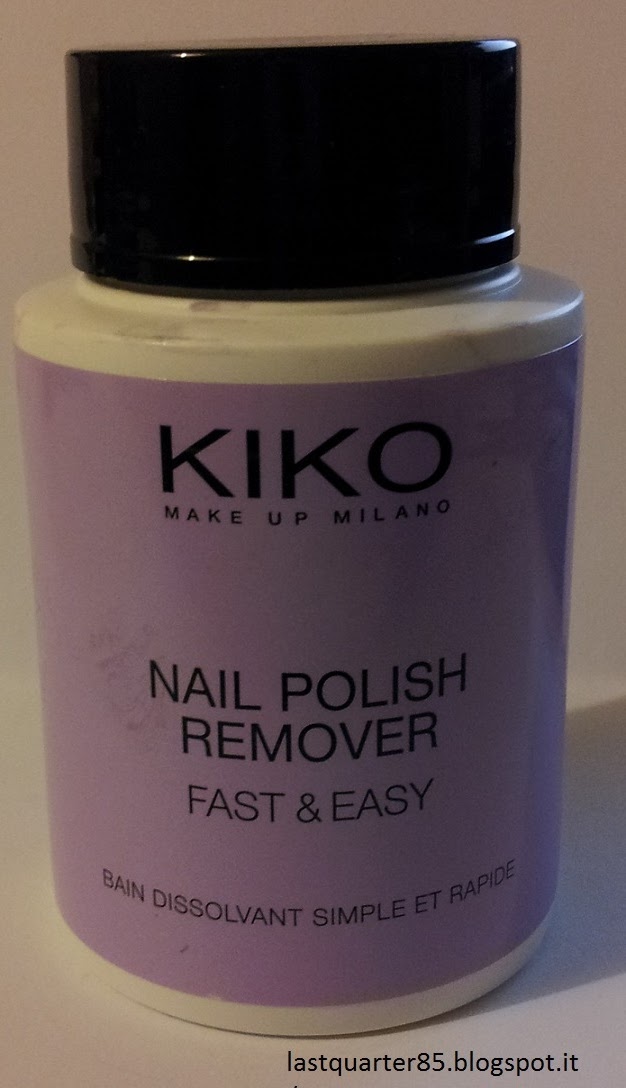 KIKO
MAKE UP MILANO
NAIL POLISH
REMOVER
FAST & EASY
BAIN DISSOLVANT SIMPLE ET RAPIDE
lastquarter85.blogspot.it